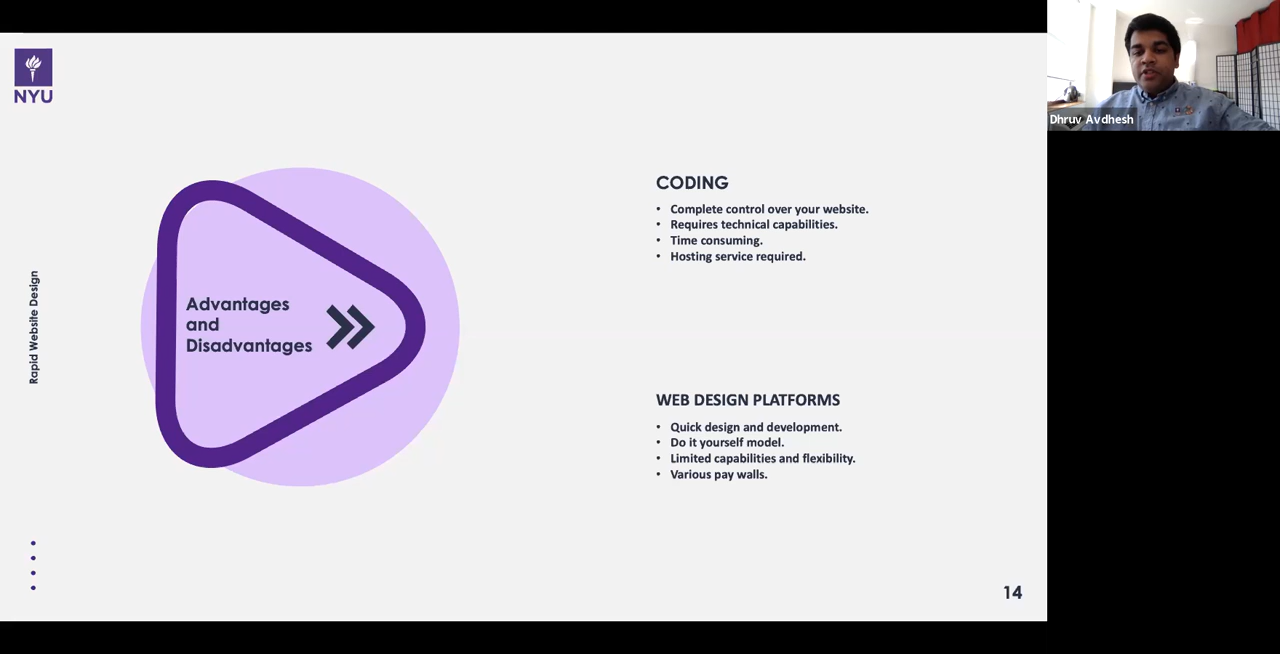 NYU
Rapid Website Design
Advantages
and
Disadvantages
CODING
• Complete control over your website.
• Requires technical capabilities.
• Time consuming.
• Hosting service required.
WEB DESIGN PLATFORMS
• Quick design and development.
• Do it yourself model.
• Limited capabilities and flexibility.
• Various pay walls.
14
Dhruv Avdhesh